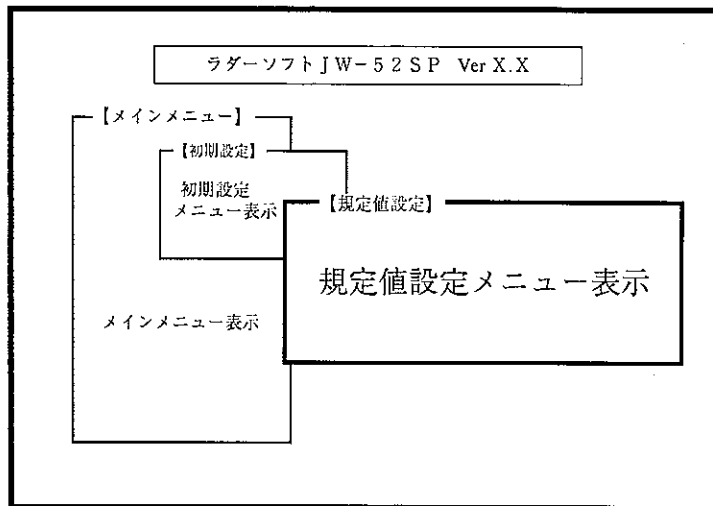 ラダーソフトJW-52SP Ver X.X
【メインメニュー】
【初期設定】
初期設定
メニュー表示
【規定値設定】
規定値設定メニュー表示
メインメニュー表示